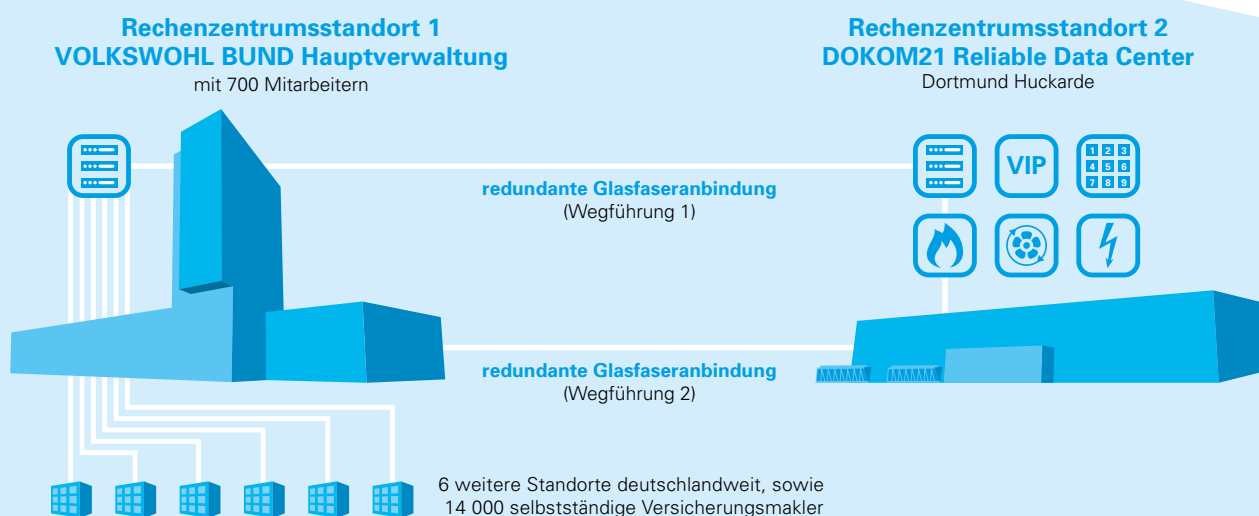 Rechenzentrumsstandort 1
VOLKSWOHL BUND Hauptverwaltung
mit 700 Mitarbeitern
Rechenzentrumsstandort 2
DOKOM21 Reliable Data Center
Dortmund Huckarde
VIP
1 2 3
4 5 6
7 8 9
redundante Glasfaseranbindung
(Wegführung 1)
redundante Glasfaseranbindung
(Wegführung 2)
6 weitere Standorte deutschlandweit, sowie
14 000 selbstständige Versicherungsmakler